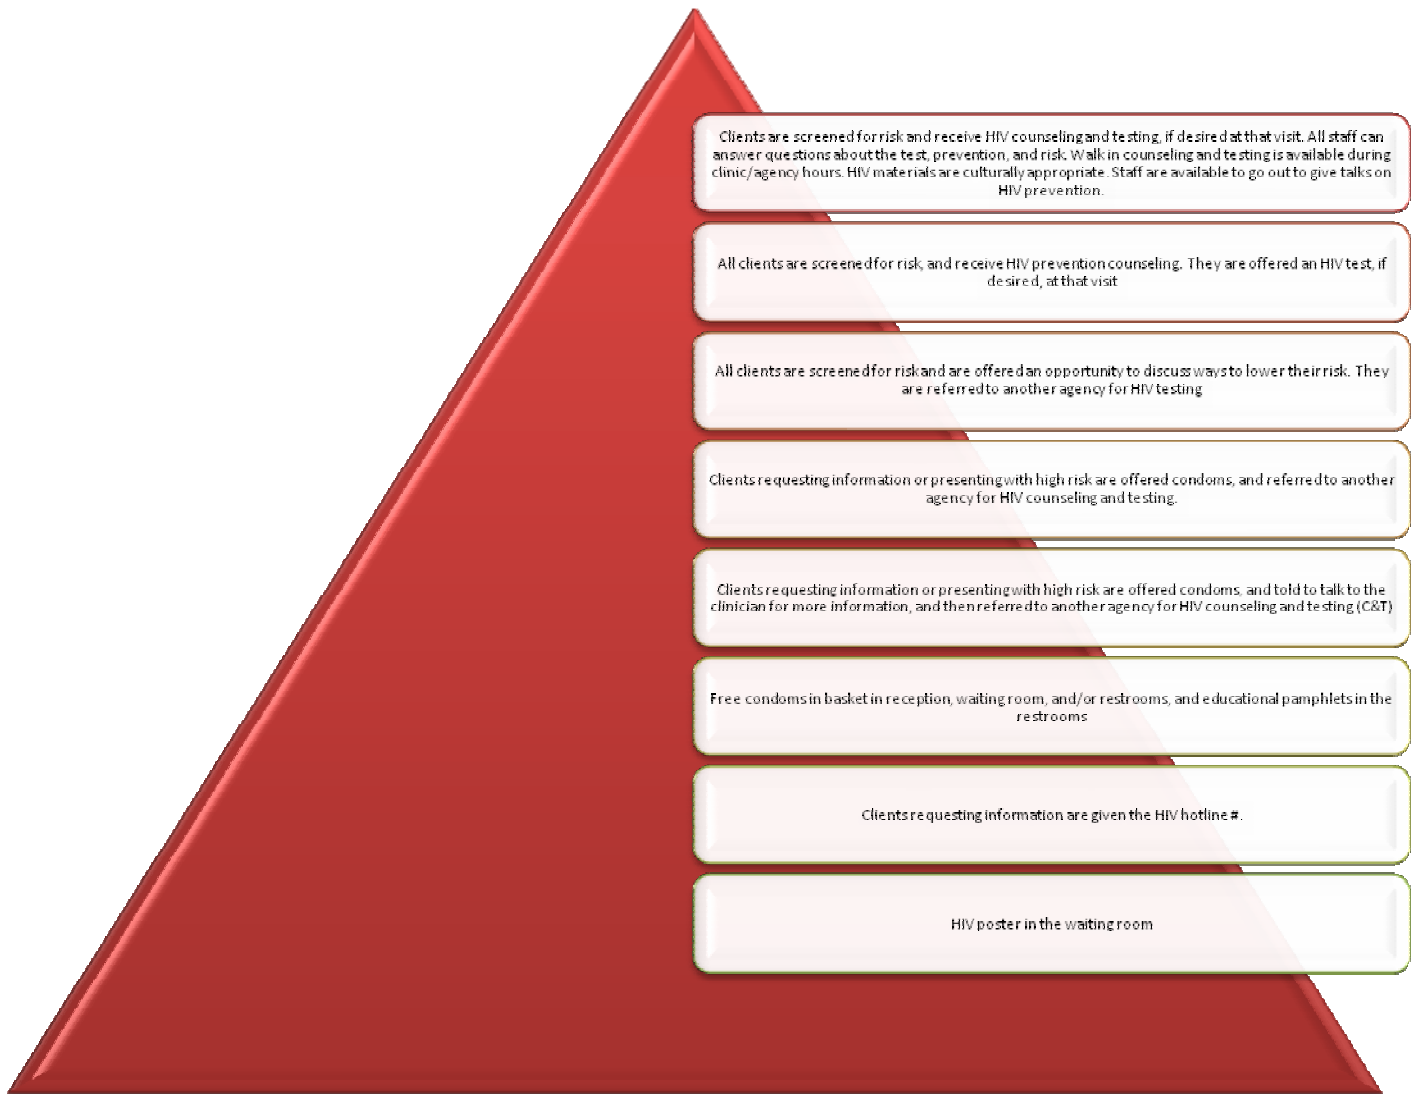 Clients are screened for risk and receive HIV counseling and testing, if desired at that visit. All staff can
answer questions about the test, prevention, and risk. Walk in counseling and testing is available during
clinic/agency hours. HIV materials are culturally appropriate. Staff are available to go out to give talks on
HIV prevention.
All clients are screened for risk, and receive HIV prevention counseling. They are offered an HIV test, if
desired, at that visit
All clients are screened for risk and are offered an opportunity to discuss ways to lower their risk. They
are referred to another agency for HIV testing
Clients requesting information or presenting with high risk are offered condoms, and referred to another
agency for HIV counseling and testing.
Clients requesting information or presenting with high risk are offered condoms, and told to talk to the
clinician for more information, and then referred to another agency for HIV counseling and testing (C&T)
Free condoms in basket in reception, waiting room, and/or restrooms, and educational pamphlets in the
restrooms
Clients requesting information are given the HIV hotline #.
HIV poster in the waiting room